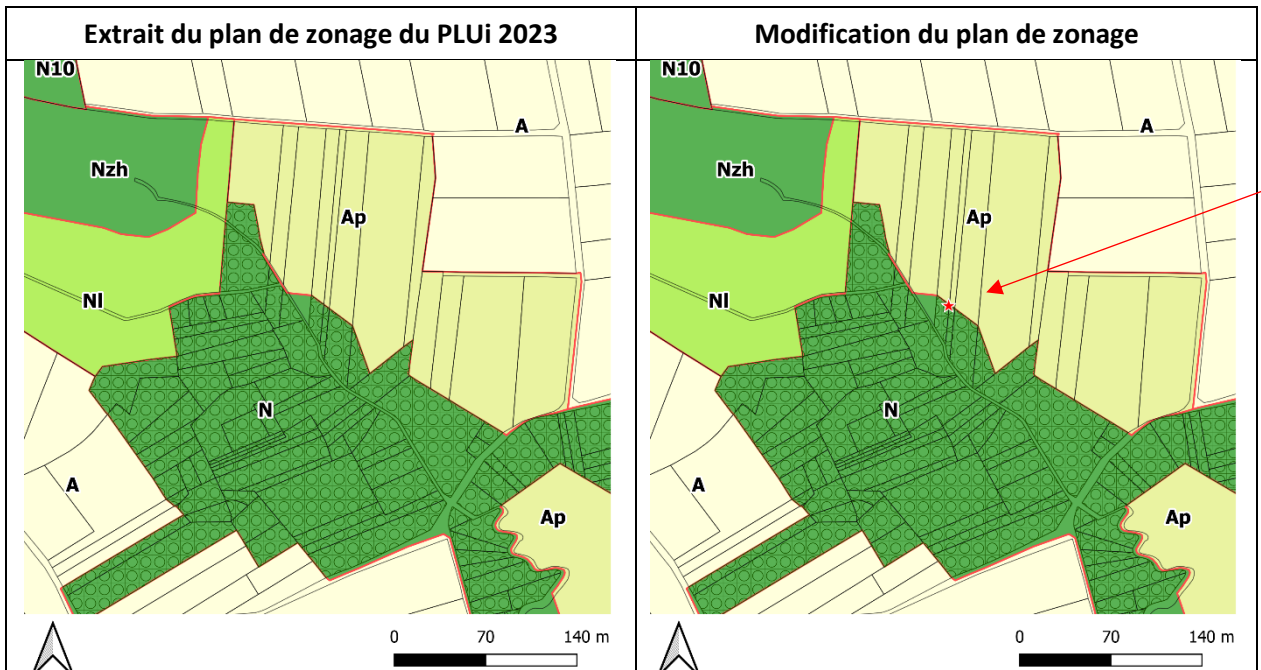 Extrait du plan de zonage du PLUi 2023
N10
A
Nzh
Ap
Nl
N
A
Ap
0 70 140 m
Modification du plan de zonage
N10
A
Nzh
Ap
Nl
N
A
Ap
0 70 140 m